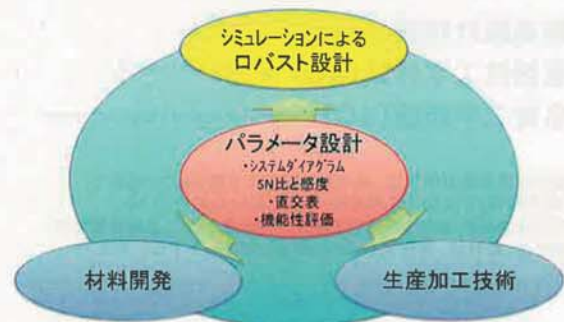 シミュレーションによる
ロバスト設計
パラメータ設計
・システムダイアグラム
SN比と感度
・直交表
・機能性評価
材料開発
生産加工技術